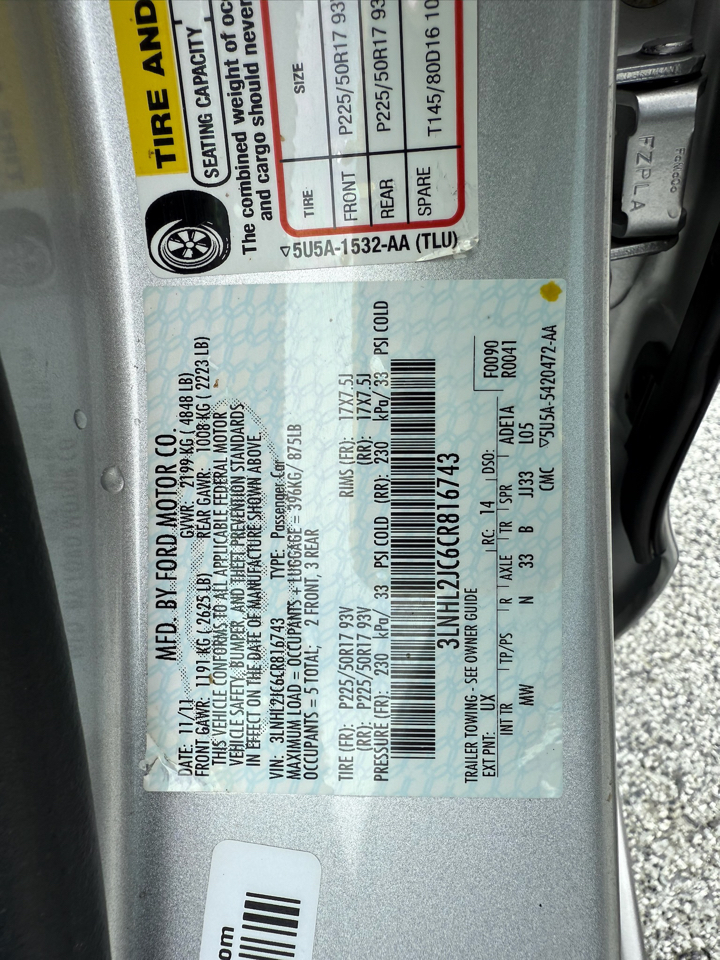 TIRE AND
SEATING CAPACITY
The combined weight of oc
and cargo should never
TIRE SIZE
FRONT P225/50R17 93
REAR P225/50R17 93
SPARE T145/80D16 10
▽5U5A-1532-AA (TLU)
MFD. BY FORD MOTOR CO.
DATE: 11/11 GVWR: 2199 KG ( 4848 LB)
FRONT GAWR: 1191 KG ( 2625 LB) REAR GAWR: 1008 KG ( 2223 LB)
THIS VEHICLE CONFORMS TO ALL APPLICABLE FEDERAL MOTOR
VEHICLE SAFETY, BUMPER, AND THEFT PREVENTION STANDARDS
IN EFFECT ON THE DATE OF MANUFACTURE SHOWN ABOVE.
VIN: 3LNHL2JC6CR816743 TYPE: Passenger Car
MAXIMUM LOAD = OCCUPANTS + LUGGAGE = 396KG/ 875LB
OCCUPANTS = 5 TOTAL; 2 FRONT, 3 REAR
TIRE (FR): P225/50R17 93V RIMS (FR): 17X7.5J
(RR): P225/50R17 93V (RR): 17X7.5J
PRESSURE (FR): 230 kPa/ 33 PSI COLD (RR): 230 kPa/ 33 PSI COLD
3LNHL2JC6CR816743
TRAILER TOWING - SEE OWNER GUIDE
EXT PNT: UX RC: 14 DSO: F0090
R0041
INT TR TP/PS R AXLE TR SPR ADE1A
MW N 33 B JJ33 L05
CMC ▽5U5A-5420472-AA
FZPLA
om